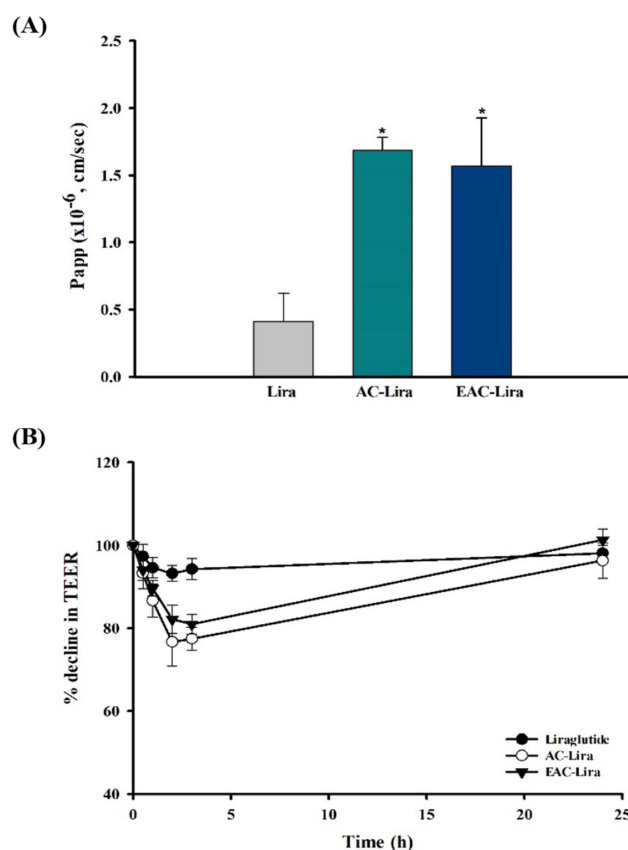 (A)
2.5
2.0
1.5
1.0
0.5
0.0
Papp (x10⁻⁶, cm/sec)
*
*
Lira AC-Lira EAC-Lira
(B)
120
100
80
60
40
% decline in TEER
Liraglutide
AC-Lira
EAC-Lira
0 5 10 15 20 25
Time (h)